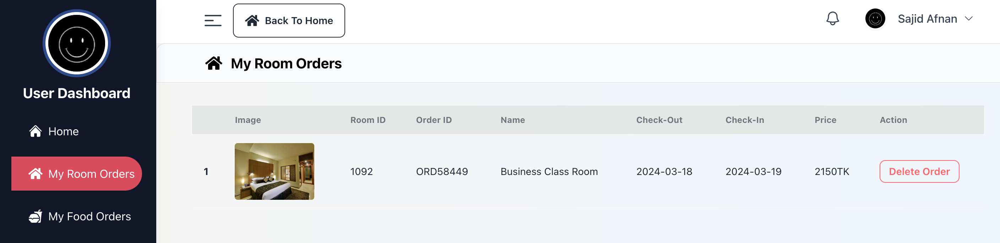 User Dashboard
Home
My Room Orders
My Food Orders
Back To Home
Sajid Afnan
My Room Orders
Image Room ID Order ID Name Check-Out Check-In Price Action
1 1092 ORD58449 Business Class Room 2024-03-18 2024-03-19 2150TK Delete Order